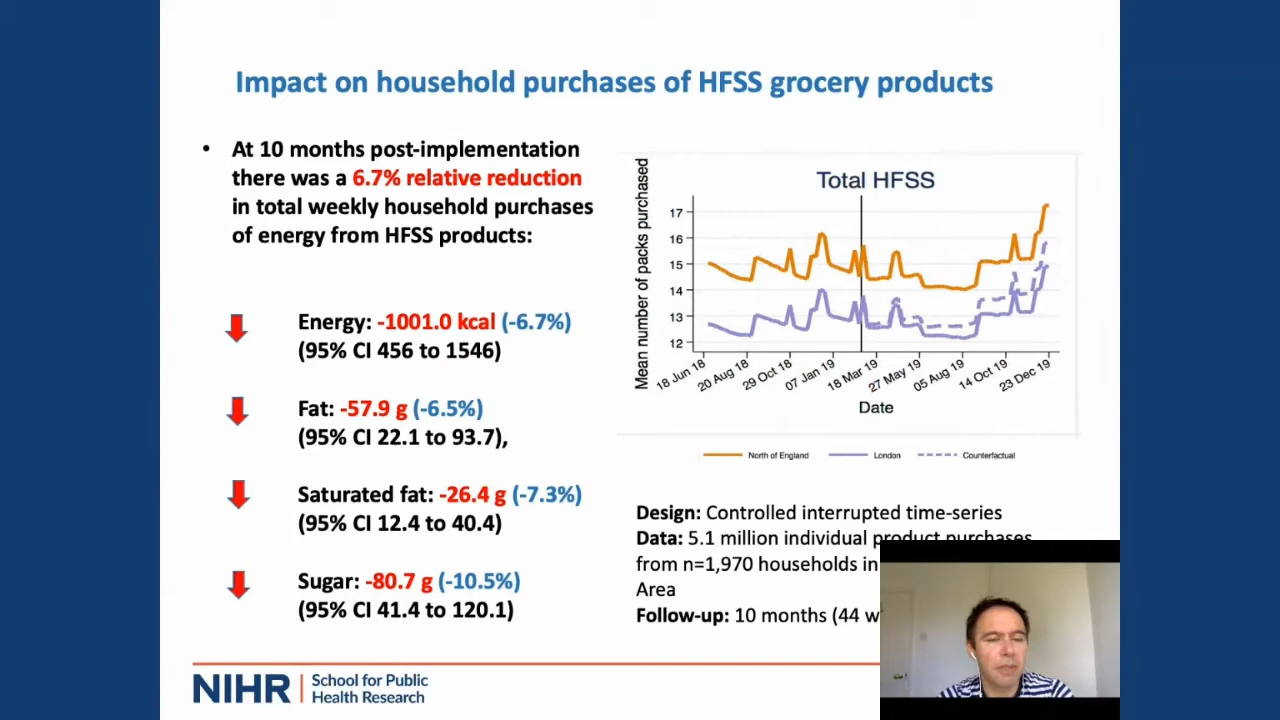 Impact on household purchases of HFSS grocery products
• At 10 months post-implementation
there was a 6.7% relative reduction
in total weekly household purchases
of energy from HFSS products:
Energy: -1001.0 kcal (-6.7%)
(95% CI 456 to 1546)
Fat: -57.9 g (-6.5%)
(95% CI 22.1 to 93.7),
Saturated fat: -26.4 g (-7.3%)
(95% CI 12.4 to 40.4)
Sugar: -80.7 g (-10.5%)
(95% CI 41.4 to 120.1)
Total HFSS
Mean number of packs purchased
17
16
15
14
13
12
18 Jun 18
20 Aug 18
29 Oct 18
07 Jan 19
18 Mar 19
27 May 19
05 Aug 19
14 Oct 19
23 Dec 19
Date
North of England
London
Counterfactual
Design: Controlled interrupted time-series
Data: 5.1 million individual product purchases
from n=1,970 households in
Area
Follow-up: 10 months (44 w
NIHR | School for Public
Health Research